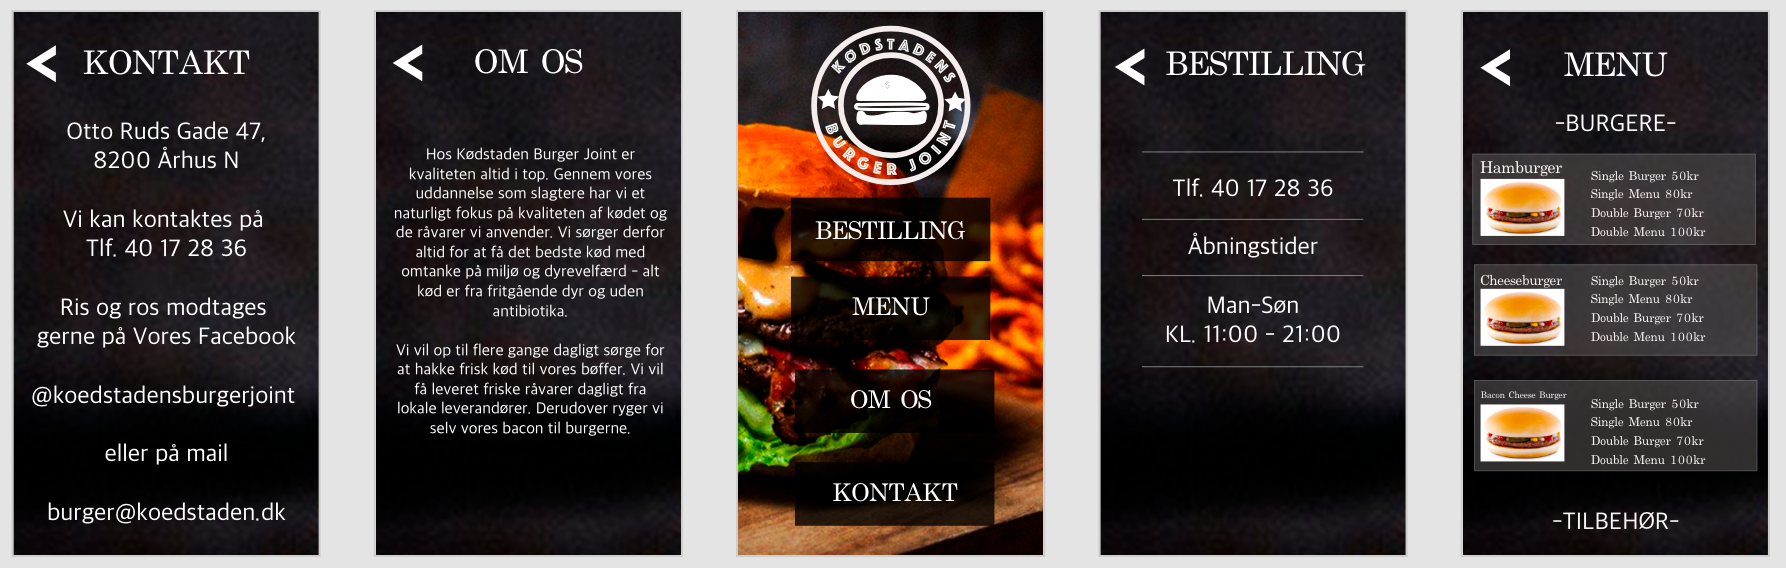 KONTAKT
Otto Ruds Gade 47,
8200 Århus N
Vi kan kontaktes på
Tlf. 40 17 28 36
Ris og ros modtages
gerne på Vores Facebook
@koedstadensburgerjoint
eller på mail
burger@koedstaden.dk
OM OS
Hos Kødstaden Burger Joint er
kvaliteten altid i top. Gennem vores
uddannelse som slagtere har vi et
naturligt fokus på kvaliteten af kødet og
de råvarer vi anvender. Vi sørger derfor
altid for at få det bedste kød med
omtanke på miljø og dyrevelfærd - alt
kød er fra fritgående dyr og uden
antibiotika.
Vi vil op til flere gange dagligt sørge for
at hakke frisk kød til vores bøffer. Vi vil
få leveret friske råvarer dagligt fra
lokale leverandører. Derudover ryger vi
selv vores bacon til burgerne.
KØDSTADENS
BURGER JOINT
BESTILLING
MENU
OM OS
KONTAKT
BESTILLING
Tlf. 40 17 28 36
Åbningstider
Man-Søn
KL. 11:00 - 21:00
MENU
-BURGERE-
Hamburger
Single Burger 50kr
Single Menu 80kr
Double Burger 70kr
Double Menu 100kr
Cheeseburger
Single Burger 50kr
Single Menu 80kr
Double Burger 70kr
Double Menu 100kr
Bacon Cheese Burger
Single Burger 50kr
Single Menu 80kr
Double Burger 70kr
Double Menu 100kr
-TILBEHØR-